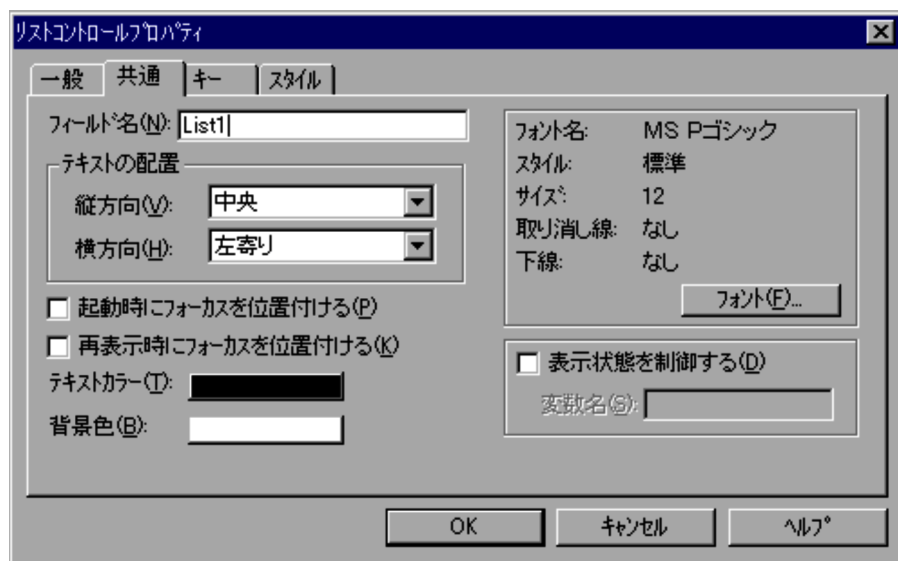 ﾘｽﾄｺﾝﾄﾛｰﾙﾌﾟﾛﾊﾟﾃｨ
一般 共通 ｷｰ ｽﾀｲﾙ
ﾌｨｰﾙﾄﾞ名(N): List1
テキストの配置
縦方向(V): 中央
横方向(H): 左寄り
起動時にﾌｫｰｶｽを位置付ける(P)
再表示時にﾌｫｰｶｽを位置付ける(K)
ﾃｷｽﾄｶﾗｰ(T):
背景色(B):
ﾌｫﾝﾄ名: MS Pゴシック
ｽﾀｲﾙ: 標準
ｻｲｽﾞ: 12
取り消し線: なし
下線: なし
ﾌｫﾝﾄ(F)...
表示状態を制御する(D)
変数名(S):
OK ｷｬﾝｾﾙ ﾍﾙﾌﾟ